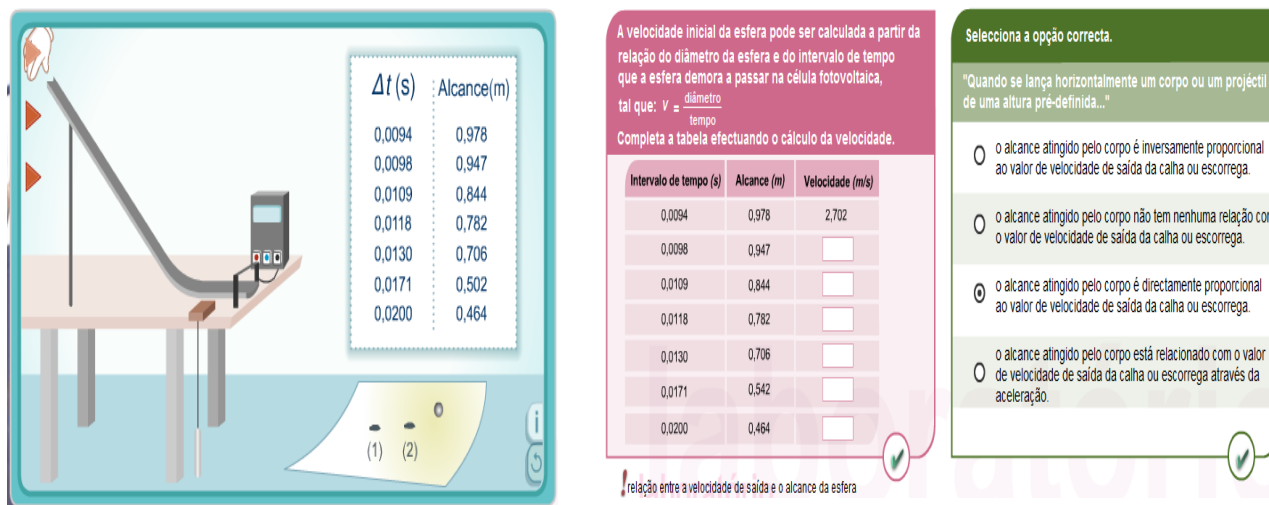 Δt (s) Alcance(m)
0,0094 0,978
0,0098 0,947
0,0109 0,844
0,0118 0,782
0,0130 0,706
0,0171 0,502
0,0200 0,464
(1) (2)
i
A velocidade inicial da esfera pode ser calculada a partir da
relação do diâmetro da esfera e do intervalo de tempo
que a esfera demora a passar na célula fotovoltaica,
tal que: V = diâmetro
tempo
Completa a tabela efectuando o cálculo da velocidade.
Intervalo de tempo (s) Alcance (m) Velocidade (m/s)
0,0094 0,978 2,702
0,0098 0,947
0,0109 0,844
0,0118 0,782
0,0130 0,706
0,0171 0,542
0,0200 0,464
! relação entre a velocidade de saída e o alcance da esfera
Selecciona a opção correcta.
"Quando se lança horizontalmente um corpo ou um projéctil
de uma altura pré-definida..."
o alcance atingido pelo corpo é inversamente proporcional
ao valor de velocidade de saída da calha ou escorrega.
o alcance atingido pelo corpo não tem nenhuma relação
o valor de velocidade de saída da calha ou escorrega.
o alcance atingido pelo corpo é directamente proporcional
ao valor de velocidade de saída da calha ou escorrega.
o alcance atingido pelo corpo está relacionado com o valor
de velocidade de saída da calha ou escorrega através da
aceleração.